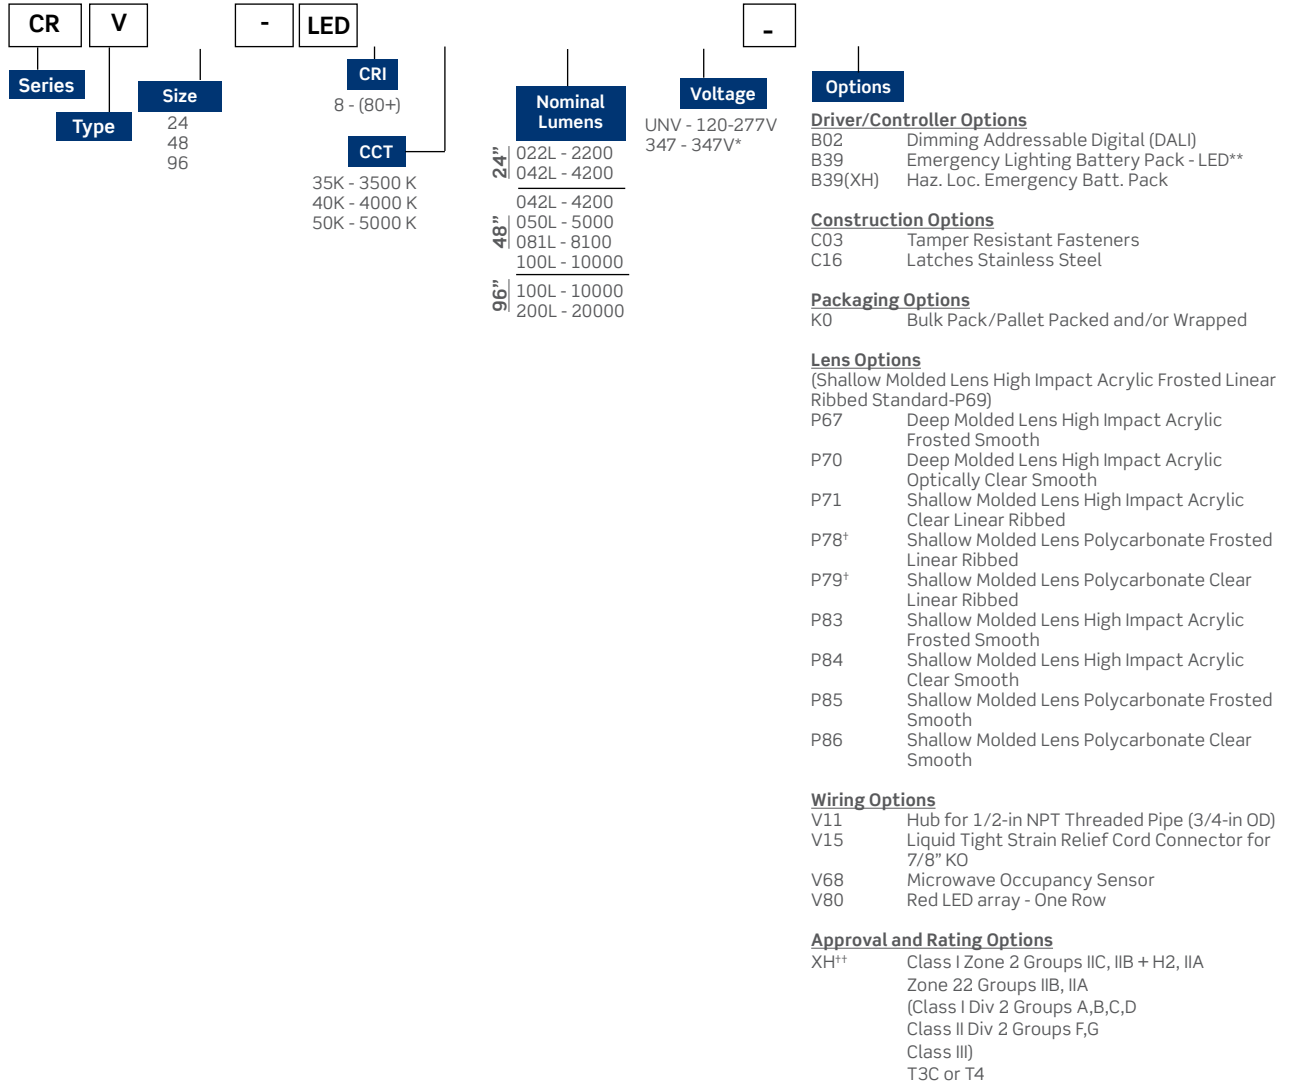 CR V - LED -
Series
Type
Size
24
48
96
CRI
8 - (80+)
CCT
35K - 3500 K
40K - 4000 K
50K - 5000 K
Nominal
Lumens
24”
022L - 2200
042L - 4200
48”
042L - 4200
050L - 5000
081L - 8100
100L - 10000
96”
100L - 10000
200L - 20000
Voltage
UNV - 120-277V
347 - 347V*
Options
Driver/Controller Options
B02 Dimming Addressable Digital (DALI)
B39 Emergency Lighting Battery Pack - LED**
B39(XH) Haz. Loc. Emergency Batt. Pack
Construction Options
C03 Tamper Resistant Fasteners
C16 Latches Stainless Steel
Packaging Options
K0 Bulk Pack/Pallet Packed and/or Wrapped
Lens Options
(Shallow Molded Lens High Impact Acrylic Frosted Linear
Ribbed Standard-P69)
P67 Deep Molded Lens High Impact Acrylic
Frosted Smooth
P70 Deep Molded Lens High Impact Acrylic
Optically Clear Smooth
P71 Shallow Molded Lens High Impact Acrylic
Clear Linear Ribbed
P78† Shallow Molded Lens Polycarbonate Frosted
Linear Ribbed
P79† Shallow Molded Lens Polycarbonate Clear
Linear Ribbed
P83 Shallow Molded Lens High Impact Acrylic
Frosted Smooth
P84 Shallow Molded Lens High Impact Acrylic
Clear Smooth
P85 Shallow Molded Lens Polycarbonate Frosted
Smooth
P86 Shallow Molded Lens Polycarbonate Clear
Smooth
Wiring Options
V11 Hub for 1/2-in NPT Threaded Pipe (3/4-in OD)
V15 Liquid Tight Strain Relief Cord Connector for
7/8” KO
V68 Microwave Occupancy Sensor
V80 Red LED array - One Row
Approval and Rating Options
XH†† Class I Zone 2 Groups IIC, IIB + H2, IIA
Zone 22 Groups IIB, IIA
(Class I Div 2 Groups A,B,C,D
Class II Div 2 Groups F,G
Class III)
T3C or T4